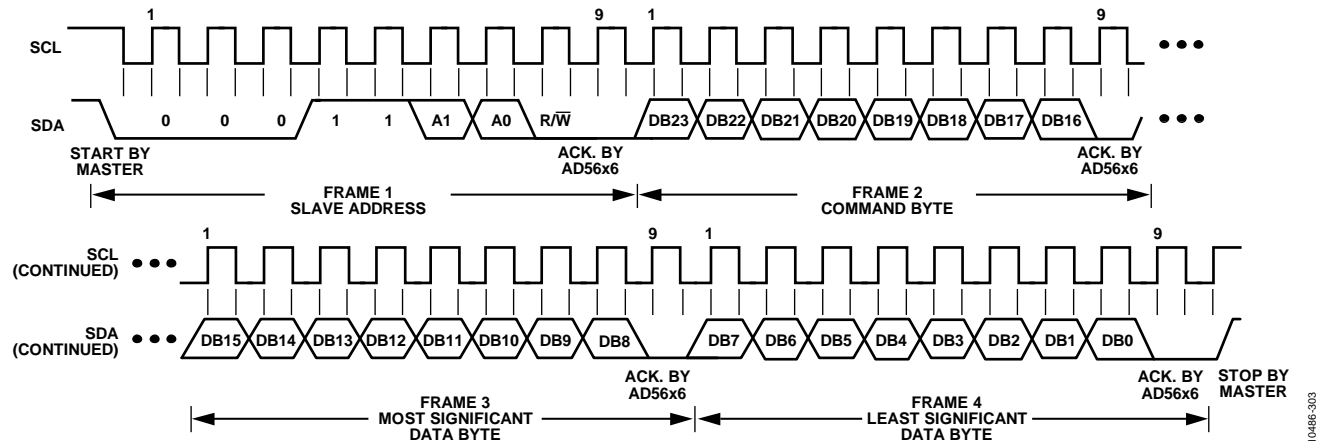 1 9 1 9
SCL
SDA
0 0 0 1 1 A1 A0 R/W̅ DB23 DB22 DB21 DB20 DB19 DB18 DB17 DB16
START BY
MASTER
ACK. BY
AD56x6
ACK. BY
AD56x6
FRAME 1
SLAVE ADDRESS
FRAME 2
COMMAND BYTE
1 9 1 9
SCL
(CONTINUED)
SDA
(CONTINUED)
DB15 DB14 DB13 DB12 DB11 DB10 DB9 DB8 DB7 DB6 DB5 DB4 DB3 DB2 DB1 DB0
ACK. BY
AD56x6
ACK. BY
AD56x6
STOP BY
MASTER
FRAME 3
MOST SIGNIFICANT
DATA BYTE
FRAME 4
LEAST SIGNIFICANT
DATA BYTE
10486-303